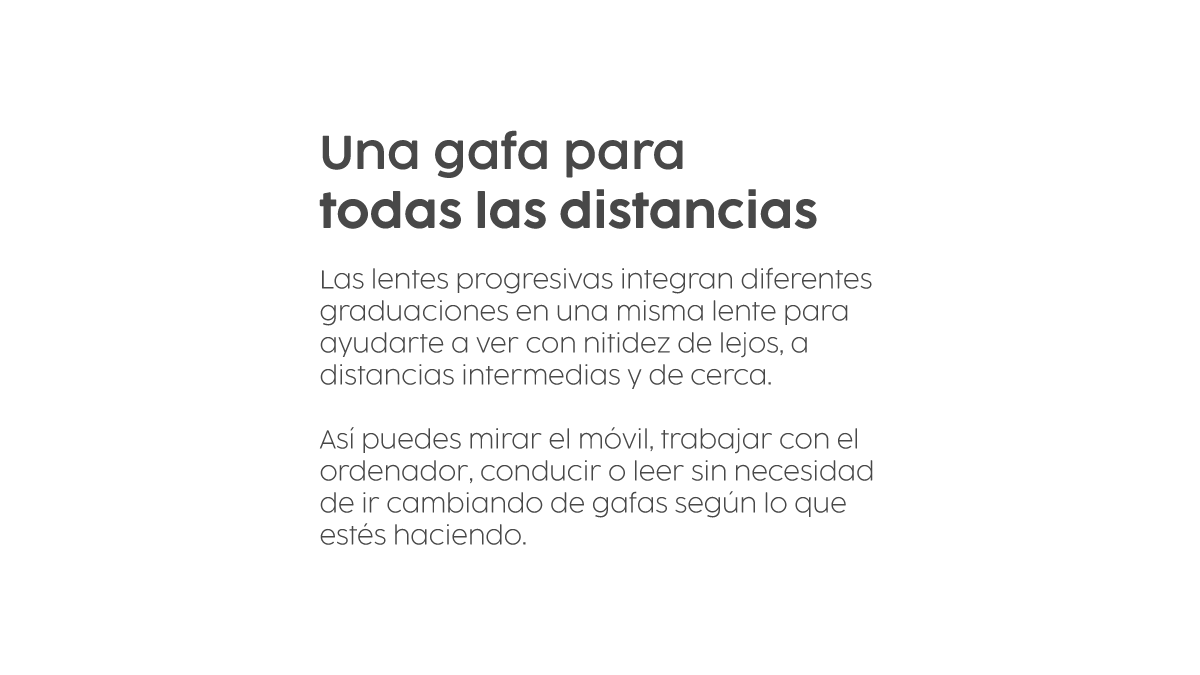 Una gafa para
todas las distancias
Las lentes progresivas integran diferentes
graduaciones en una misma lente para
ayudarte a ver con nitidez de lejos, a
distancias intermedias y de cerca.
Así puedes mirar el móvil, trabajar con el
ordenador, conducir o leer sin necesidad
de ir cambiando de gafas según lo que
estés haciendo.